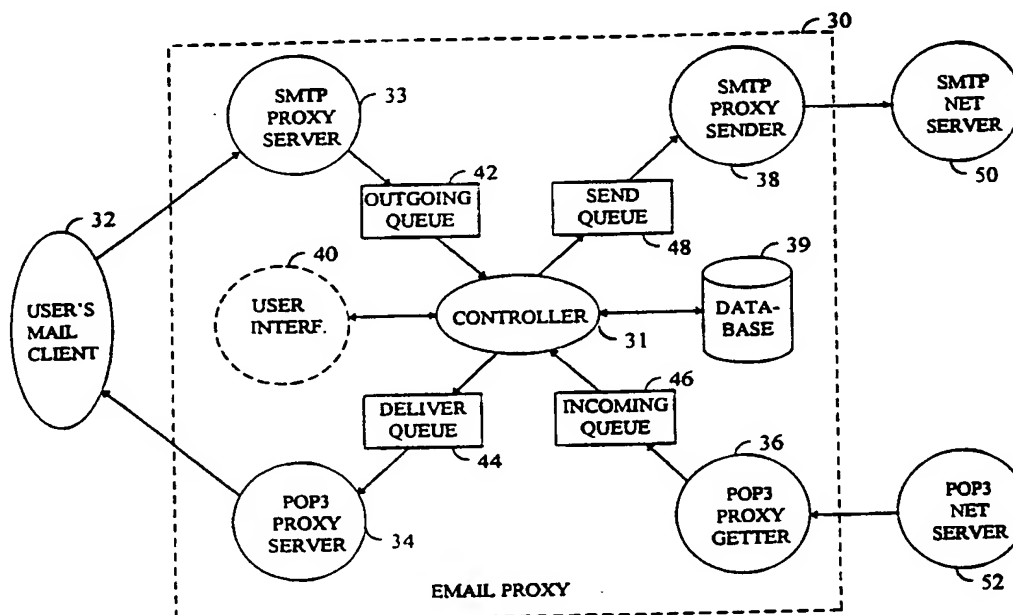 30
SMTP
PROXY
SERVER
33
SMTP
PROXY
SENDER
38
SMTP
NET
SERVER
50
42
OUTGOING
QUEUE
SEND
QUEUE
48
32
USER'S
MAIL
CLIENT
40
USER
INTERF.
CONTROLLER
31
39
DATA-
BASE
DELIVER
QUEUE
44
46
INCOMING
QUEUE
POP3
PROXY
SERVER
34
36
POP3
PROXY
GETTER
POP3
NET
SERVER
52
EMAIL PROXY